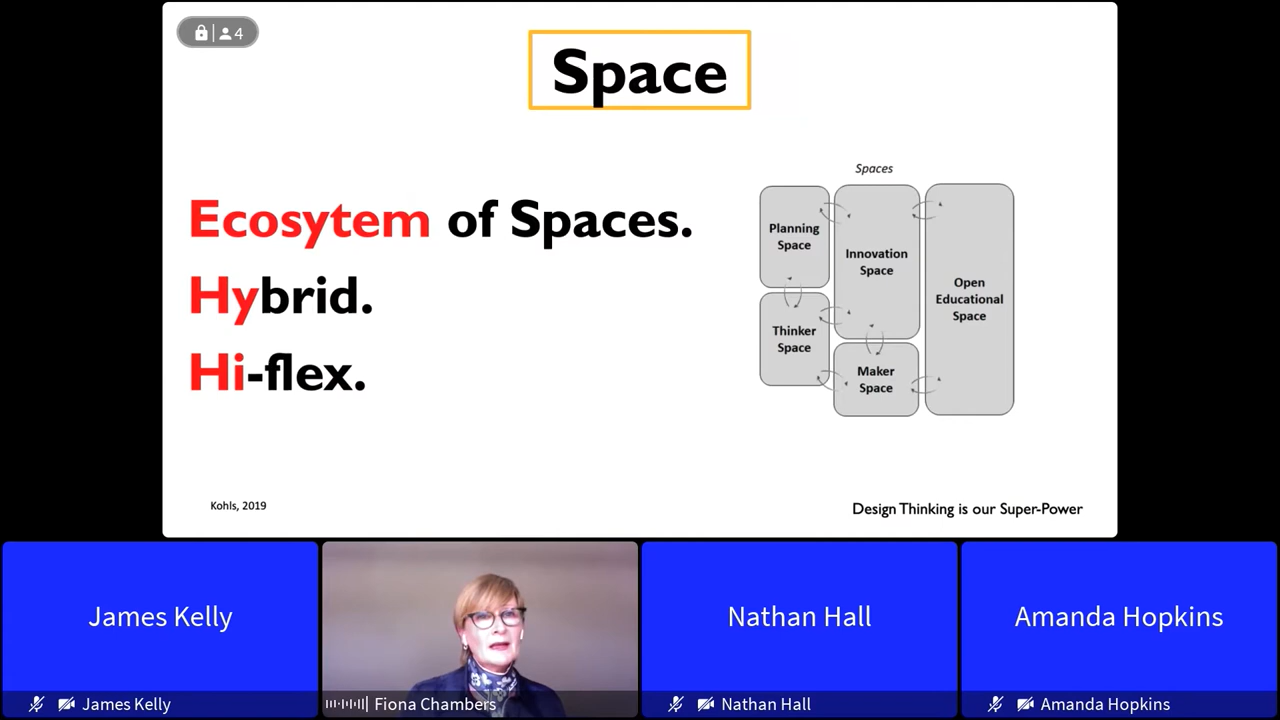 4
Space
Ecosytem of Spaces.
Hybrid.
Hi-flex.
Spaces
Planning
Space
Innovation
Space
Open
Educational
Space
Thinker
Space
Maker
Space
Kohls, 2019
Design Thinking is our Super-Power
James Kelly
Nathan Hall
Amanda Hopkins
James Kelly
Fiona Chambers
Nathan Hall
Amanda Hopkins